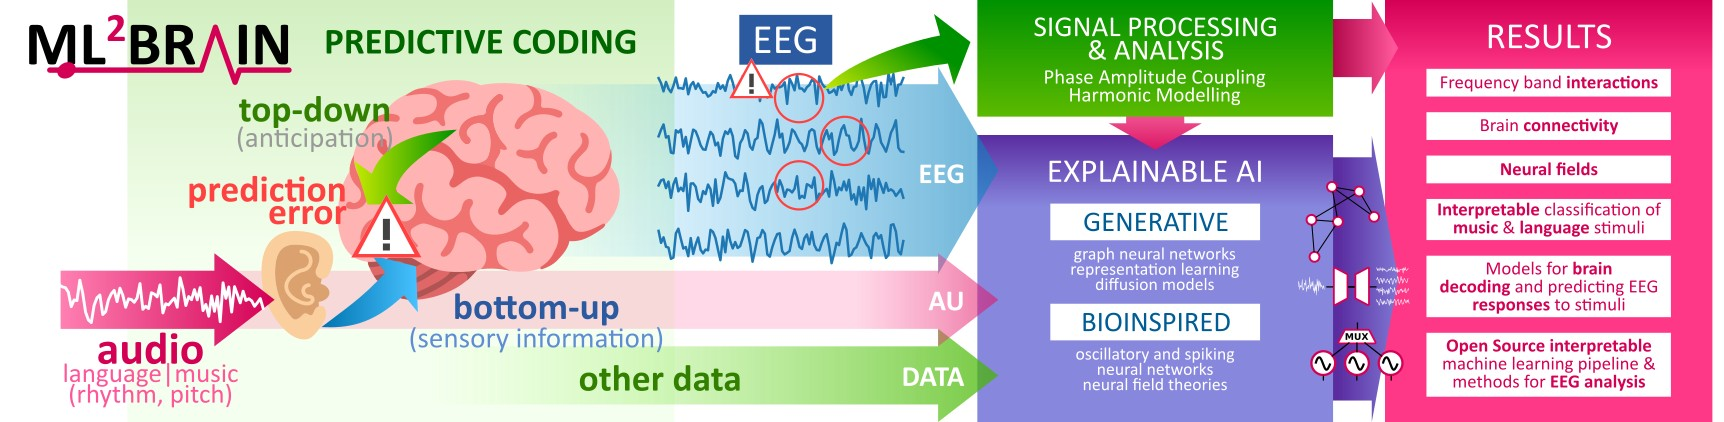 ML2BRAIN
PREDICTIVE CODING
top-down
(anticipation)
prediction
error
!
audio
language|music
(rhythm, pitch)
bottom-up
(sensory information)
other data
EEG
!
EEG
AU
DATA
SIGNAL PROCESSING
& ANALYSIS
Phase Amplitude Coupling
Harmonic Modelling
EXPLAINABLE AI
GENERATIVE
graph neural networks
representation learning
diffusion models
BIOINSPIRED
oscillatory and spiking
neural networks
neural field theories
MUX
RESULTS
Frequency band interactions
Brain connectivity
Neural fields
Interpretable classification of
music & language stimuli
Models for brain
decoding and predicting EEG
responses to stimuli
Open Source interpretable
machine learning pipeline &
methods for EEG analysis